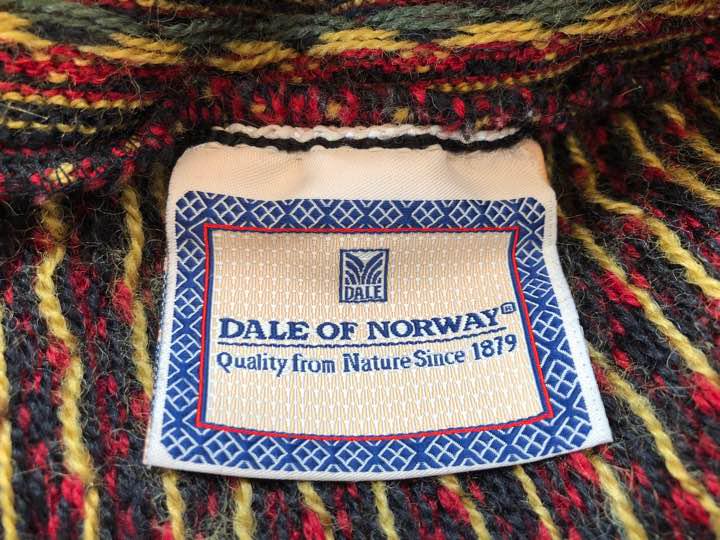 DALE
DALE OF NORWAY®
Quality from Nature Since 1879